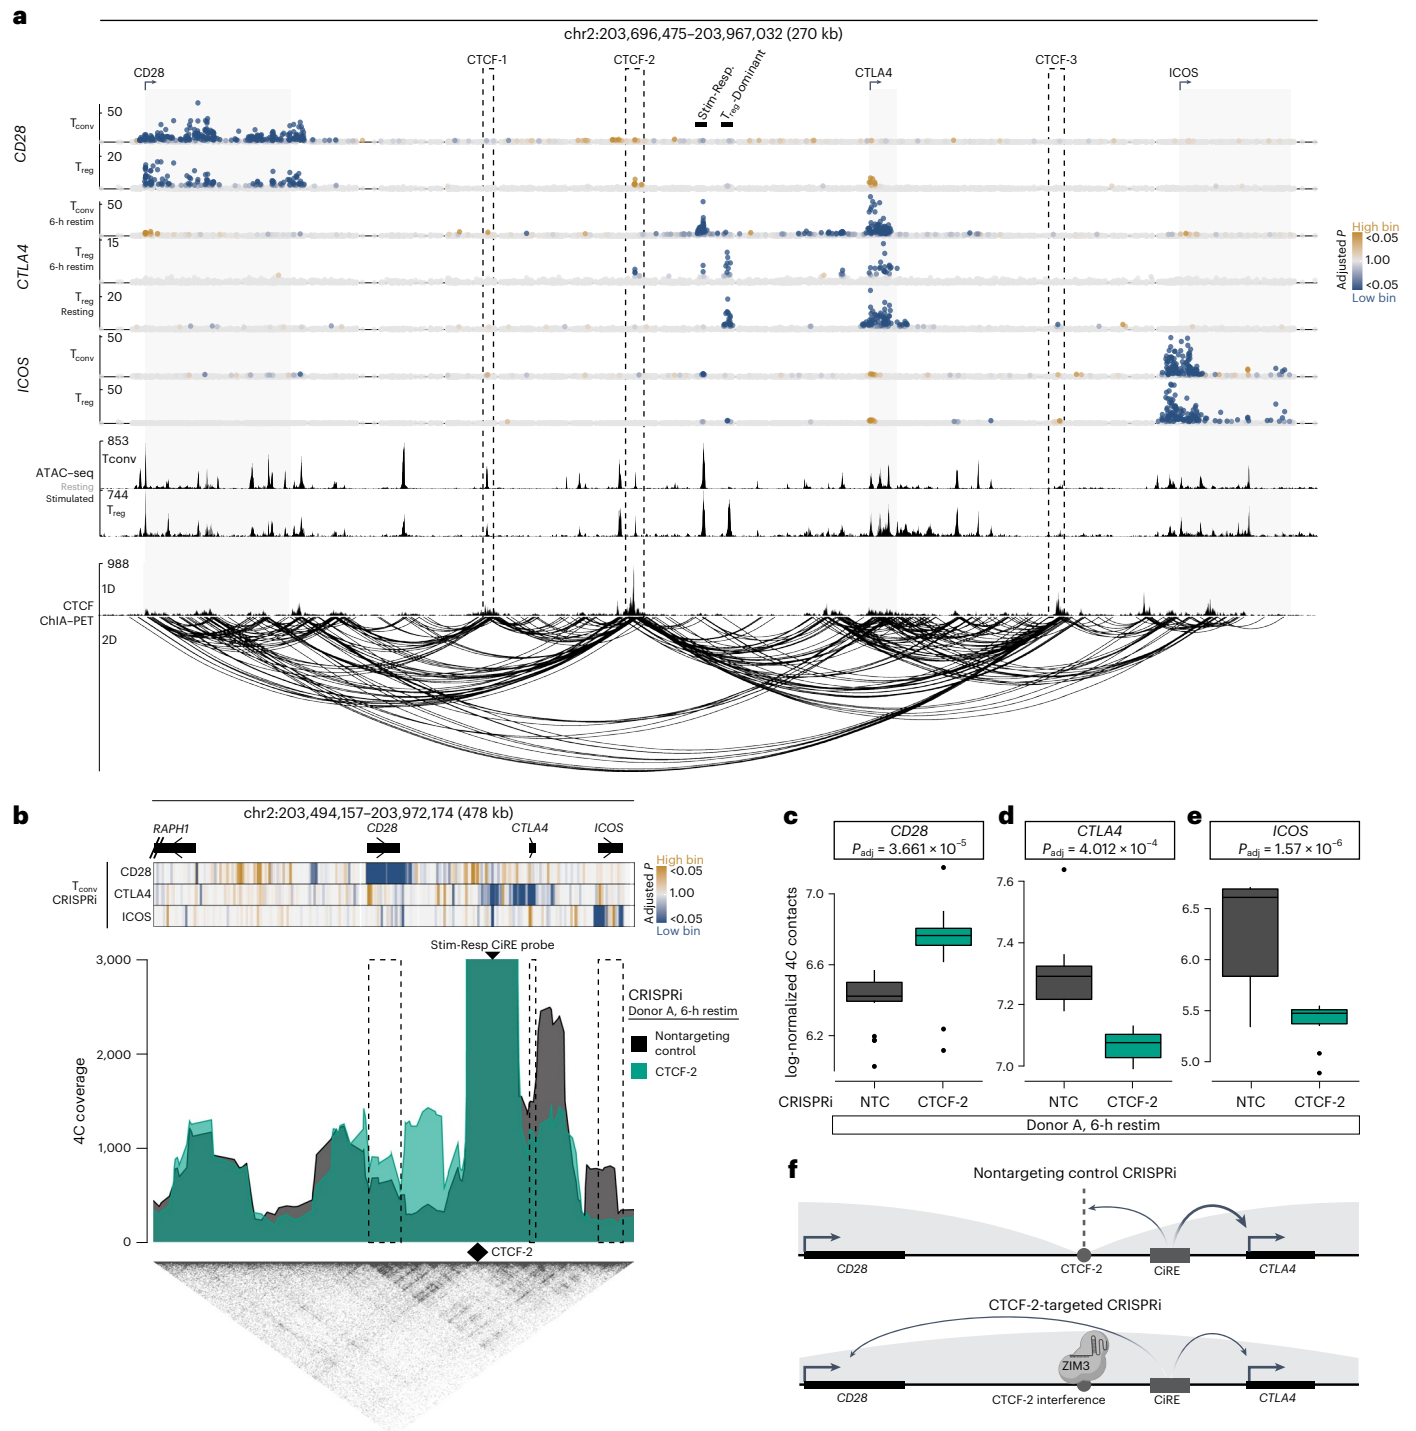 a
chr2:203,696,475–203,967,032 (270 kb)
CD28
CTCF-1
CTCF-2
Stim-Resp.
Treg-Dominant
CTLA4
CTCF-3
ICOS
CD28
Tconv
50
Treg
20
CTLA4
Tconv
6-h restim
50
Treg
6-h restim
15
Treg
Resting
20
ICOS
Tconv
50
Treg
50
High bin
Adjusted P
<0.05
1.00
<0.05
Low bin
ATAC–seq
Resting
Stimulated
853
Tconv
744
Treg
CTCF
ChIA–PET
988
1D
2D
b
chr2:203,494,157–203,972,174 (478 kb)
RAPH1
CD28
CTLA4
ICOS
Tconv
CRISPRi
CD28
CTLA4
ICOS
High bin
Adjusted P
<0.05
1.00
<0.05
Low bin
Stim-Resp CiRE probe
4C coverage
3,000
2,000
1,000
0
CRISPRi
Donor A, 6-h restim
Nontargeting
control
CTCF-2
CTCF-2
c
CD28
Padj = 3.661 × 10−5
log-normalized 4C contacts
7.0
6.6
6.2
d
CTLA4
Padj = 4.012 × 10−4
7.6
7.4
7.2
7.0
e
ICOS
Padj = 1.57 × 10−6
6.5
6.0
5.5
5.0
CRISPRi
NTC
CTCF-2
NTC
CTCF-2
NTC
CTCF-2
Donor A, 6-h restim
f
Nontargeting control CRISPRi
CD28
CTCF-2
CiRE
CTLA4
CTCF-2-targeted CRISPRi
ZIM3
CD28
CTCF-2 interference
CiRE
CTLA4